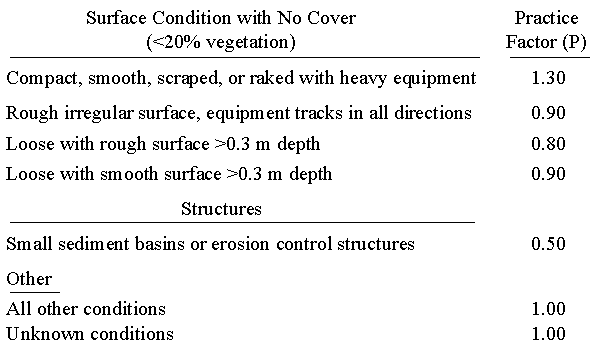 Surface Condition with No Cover Practice
(<20% vegetation) Factor (P)
Compact, smooth, scraped, or raked with heavy equipment 1.30
Rough irregular surface, equipment tracks in all directions 0.90
Loose with rough surface >0.3 m depth 0.80
Loose with smooth surface >0.3 m depth 0.90
Structures
Small sediment basins or erosion control structures 0.50
Other
All other conditions 1.00
Unknown conditions 1.00